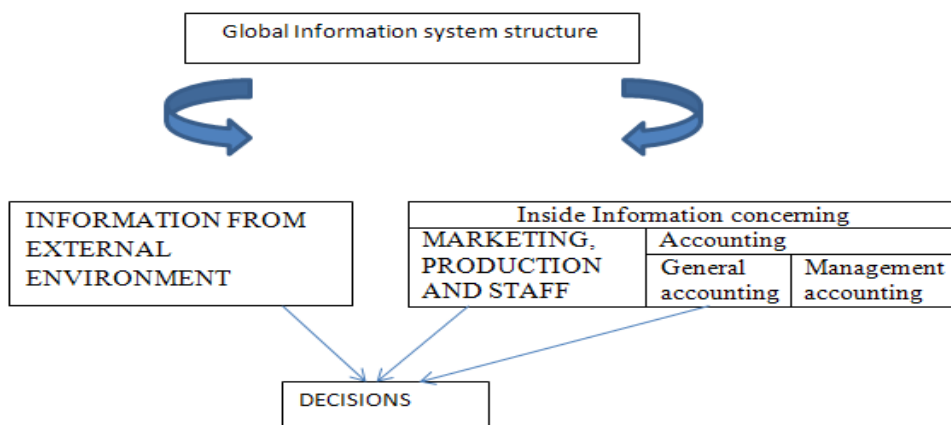 Global Information system structure
INFORMATION FROM
EXTERNAL
ENVIRONMENT
Inside Information concerning
MARKETING,
PRODUCTION
AND STAFF
Accounting
General
accounting
Management
accounting
DECISIONS